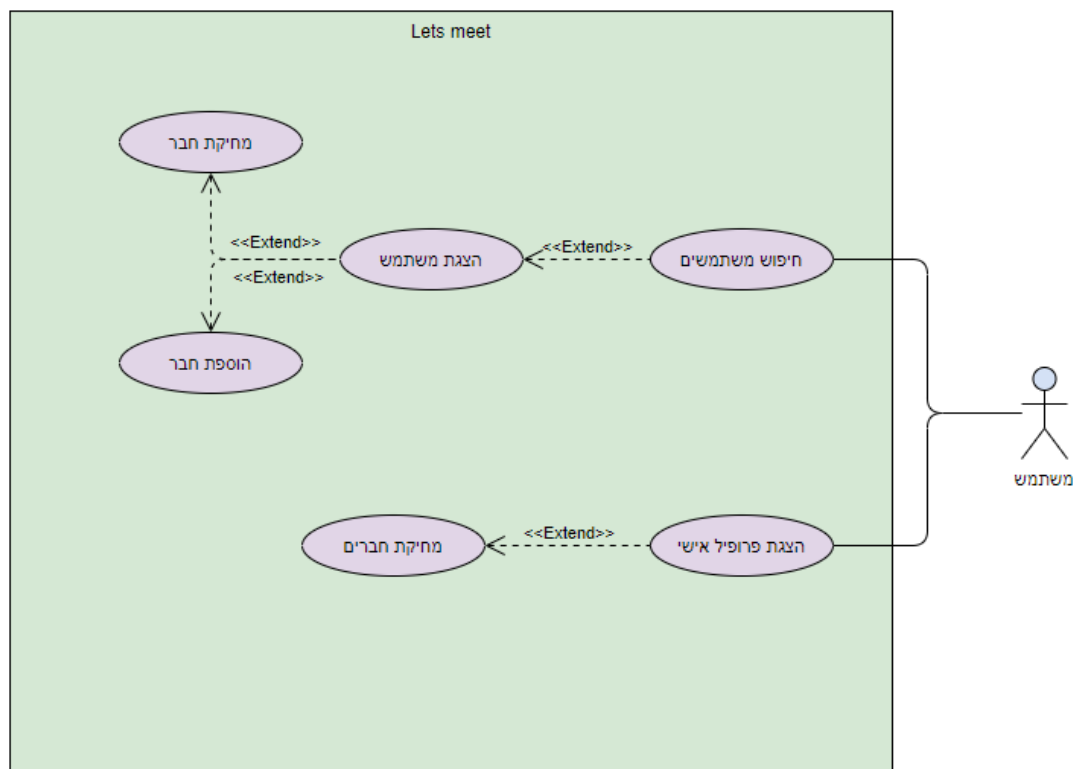 Lets meet
מחיקת חבר
<<Extend>>
<<Extend>>
הצגת משתמש
<<Extend>>
חיפוש משתמשים
הוספת חבר
משתמש
מחיקת חברים
<<Extend>>
הצגת פרופיל אישי